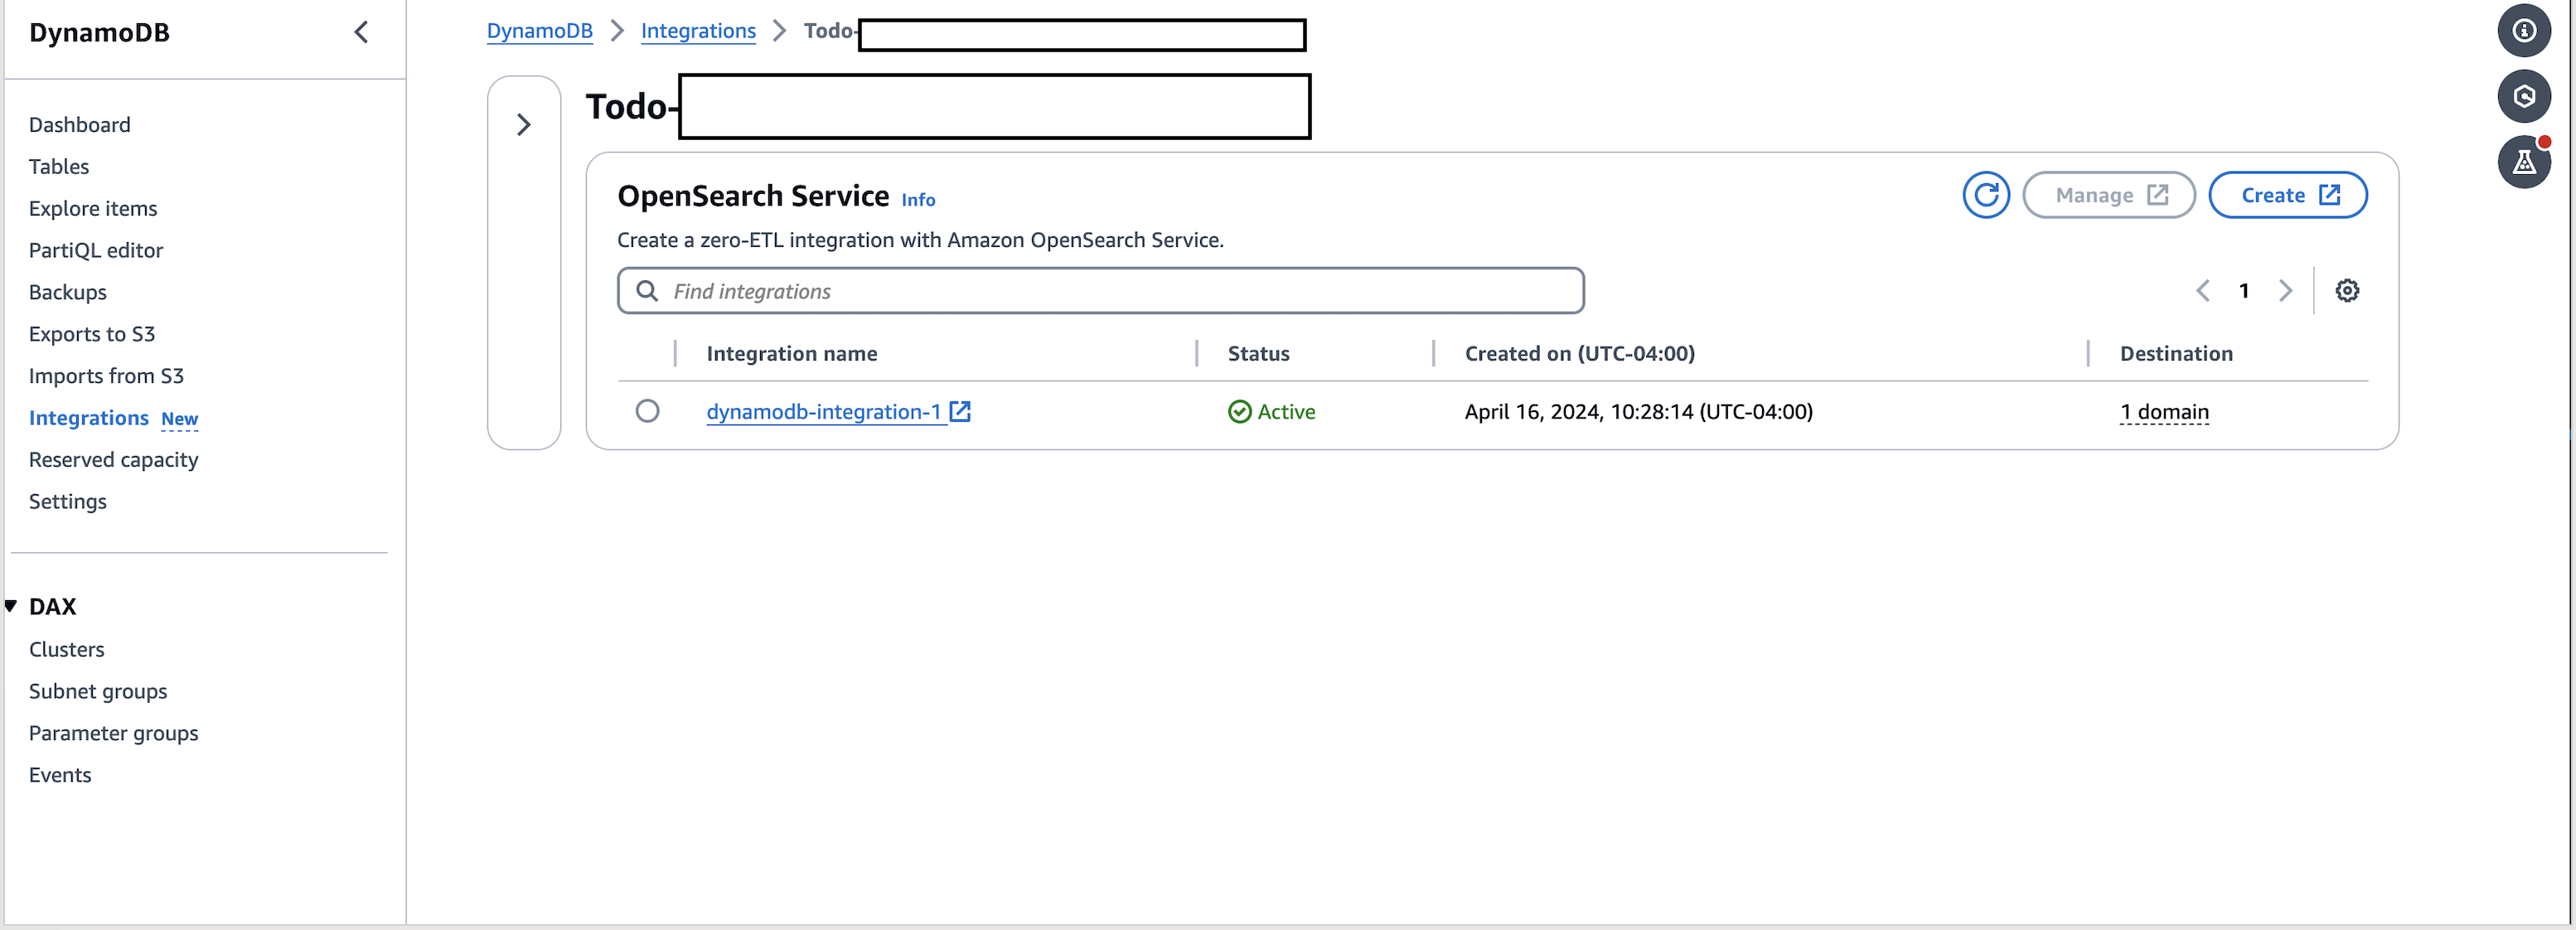 DynamoDB
Dashboard
Tables
Explore items
PartiQL editor
Backups
Exports to S3
Imports from S3
Integrations New
Reserved capacity
Settings
DAX
Clusters
Subnet groups
Parameter groups
Events
DynamoDB Integrations Todo-
Todo-
OpenSearch Service Info
Manage Create
Create a zero-ETL integration with Amazon OpenSearch Service.
Find integrations
1
Integration name Status Created on (UTC-04:00) Destination
dynamodb-integration-1 Active April 16, 2024, 10:28:14 (UTC-04:00) 1 domain